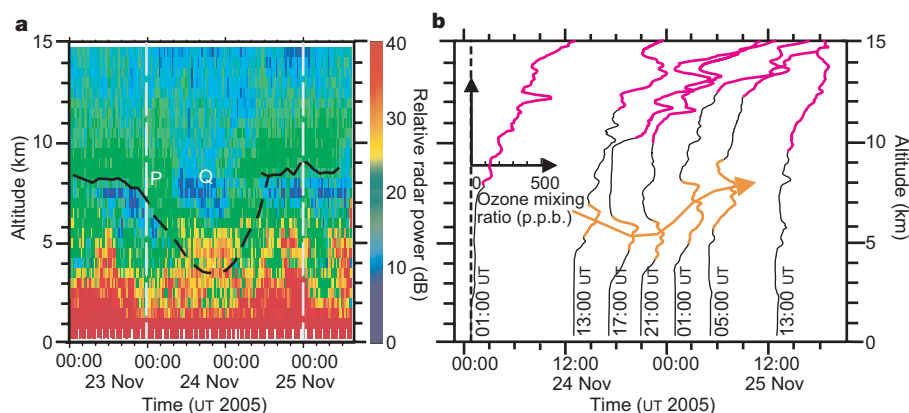 a
15
10
5
0
Altitude (km)
P
Q
00:00 00:00 00:00 00:00
23 Nov 24 Nov 25 Nov
Time (UT 2005)
40
30
20
10
0
Relative radar power (dB)
b
15
10
5
0
Altitude (km)
0 500
Ozone mixing
ratio (p.p.b.)
01:00 UT
13:00 UT
17:00 UT
21:00 UT
01:00 UT
05:00 UT
13:00 UT
00:00 12:00 00:00 12:00
24 Nov 25 Nov
Time (UT 2005)